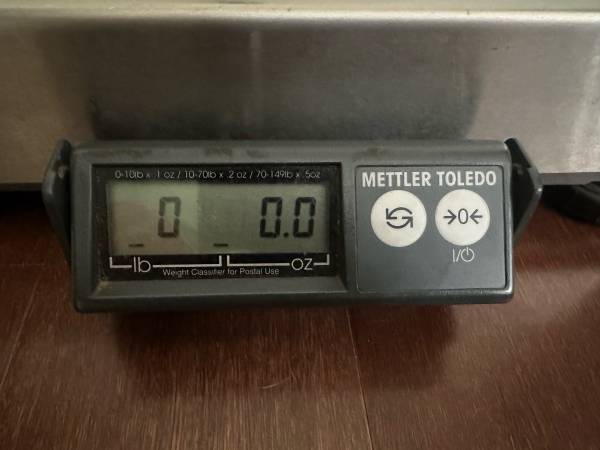 0-10lb x .1 oz / 10-70lb x .2 oz / 70-149lb x .5oz
METTLER TOLEDO
_0 _ 0.0
→0←
lb oz
Weight Classifier for Postal Use
I/⏻